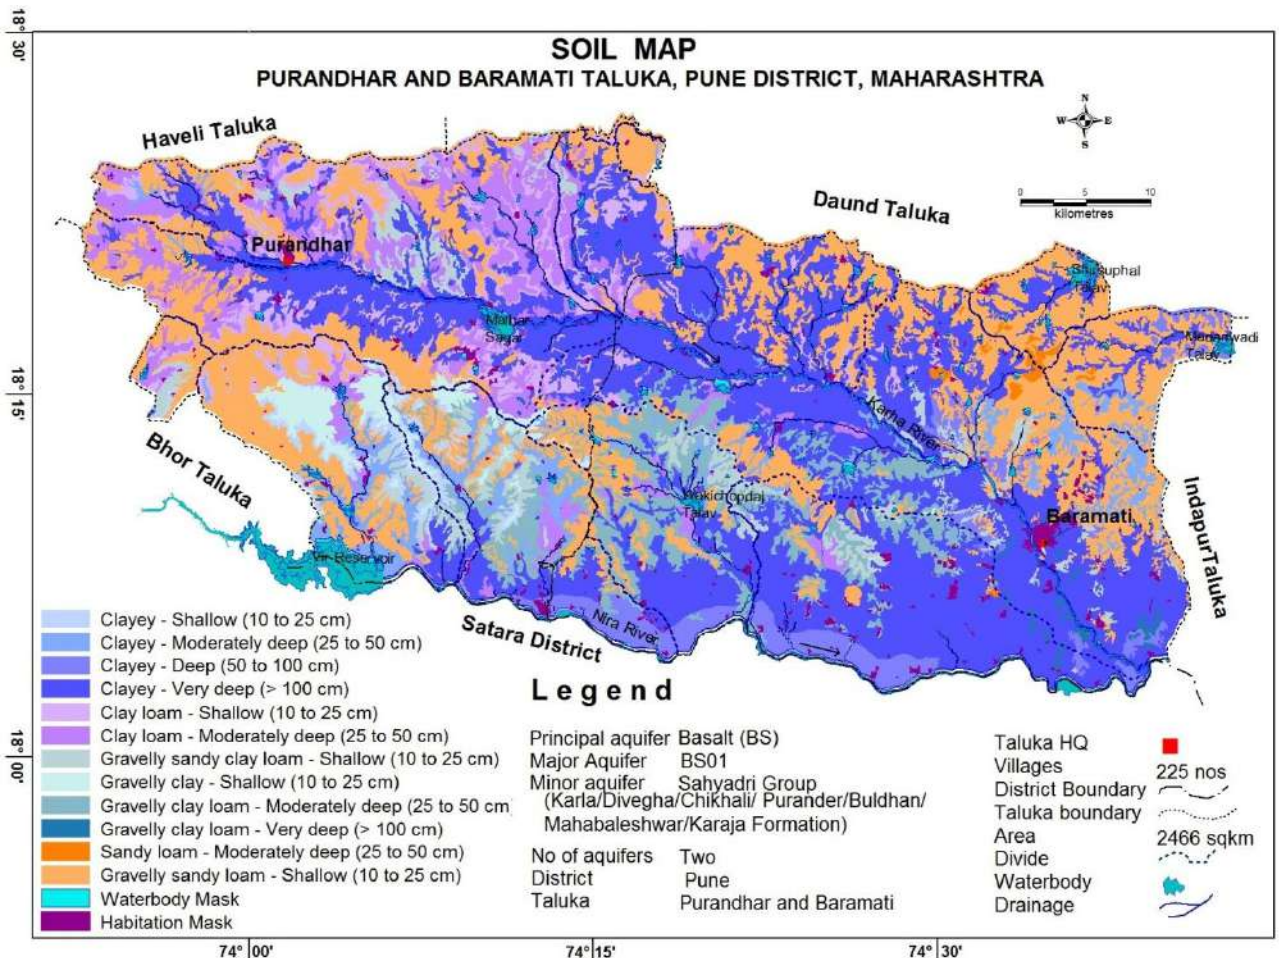 SOIL MAP
PURANDHAR AND BARAMATI TALUKA, PUNE DISTRICT, MAHARASHTRA
18° 30'
18° 15'
18° 00'
N
W E
S
0 5 10
kilometres
Haveli Taluka
Daund Taluka
Purandhar
Shirsuphal
Talav
Malhar
Sagar
Madanwadi
Talav
Karha River
Bhor Taluka
Wakichopdaj
Talav
Baramati
Indapur Taluka
Reservoir
Nira River
Satara District
Clayey - Shallow (10 to 25 cm)
Clayey - Moderately deep (25 to 50 cm)
Clayey - Deep (50 to 100 cm)
Clayey - Very deep (> 100 cm)
Clay loam - Shallow (10 to 25 cm)
Clay loam - Moderately deep (25 to 50 cm)
Gravelly sandy clay loam - Shallow (10 to 25 cm)
Gravelly clay - Shallow (10 to 25 cm)
Gravelly clay loam - Moderately deep (25 to 50 cm
Gravelly clay loam - Very deep (> 100 cm)
Sandy loam - Moderately deep (25 to 50 cm)
Gravelly sandy loam - Shallow (10 to 25 cm)
Waterbody Mask
Habitation Mask
Legend
Principal aquifer Basalt (BS)
Major Aquifer BS01
Minor aquifer Sahyadri Group
(Karla/Divegha/Chikhali/ Purander/Buldhan/
Mahabaleshwar/Karaja Formation)
No of aquifers Two
District Pune
Taluka Purandhar and Baramati
Taluka HQ
Villages 225 nos
District Boundary
Taluka boundary
Area 2466 sqkm
Divide
Waterbody
Drainage
74° 00' 74° 15' 74° 30'